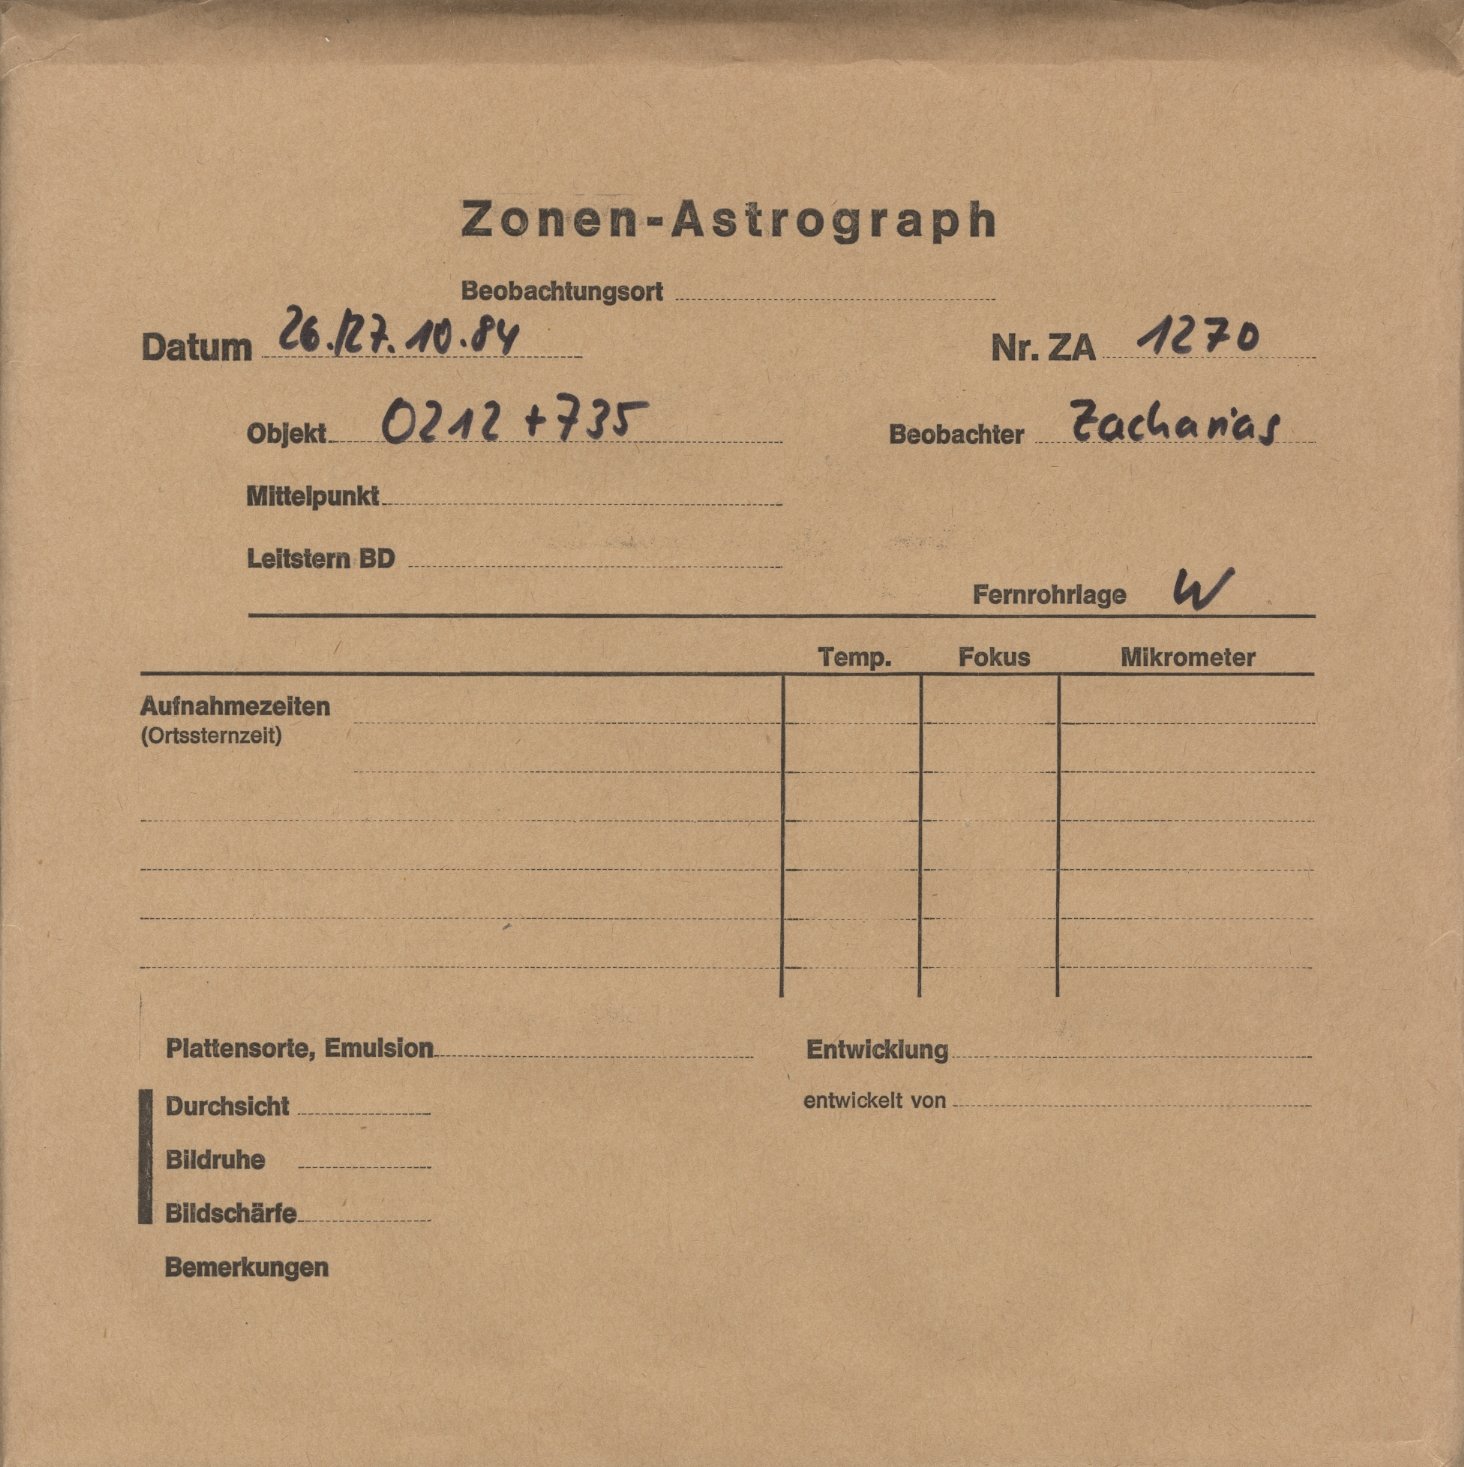 Zonen-Astrograph
Beobachtungsort
Datum 26./27.10.84 Nr. ZA 1270
Objekt 0212 +735 Beobachter Zacharias
Mittelpunkt
Leitstern BD
Fernrohrlage W
Temp. Fokus Mikrometer
Aufnahmezeiten
(Ortssternzeit)
Plattensorte, Emulsion Entwicklung
Durchsicht entwickelt von
Bildruhe
Bildschärfe
Bemerkungen